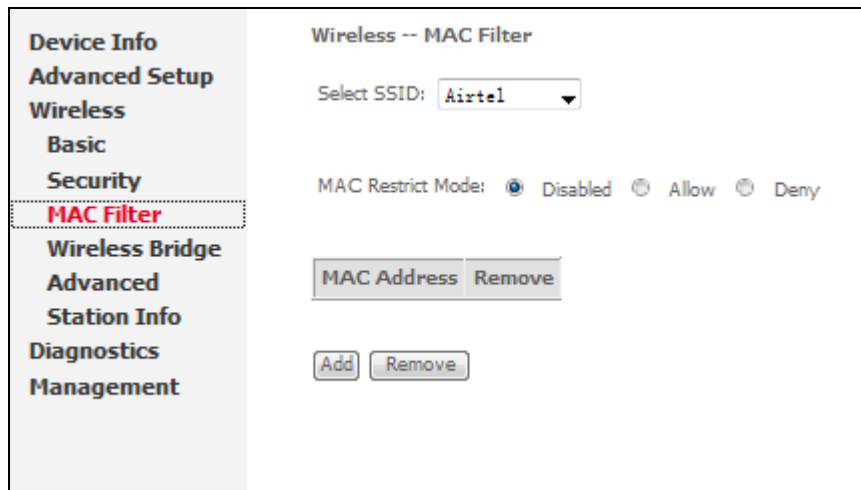 Device Info
Advanced Setup
Wireless
Basic
Security
MAC Filter
Wireless Bridge
Advanced
Station Info
Diagnostics
Management
Wireless -- MAC Filter
Select SSID: Airtel
MAC Restrict Mode: Disabled Allow Deny
MAC Address Remove
Add Remove